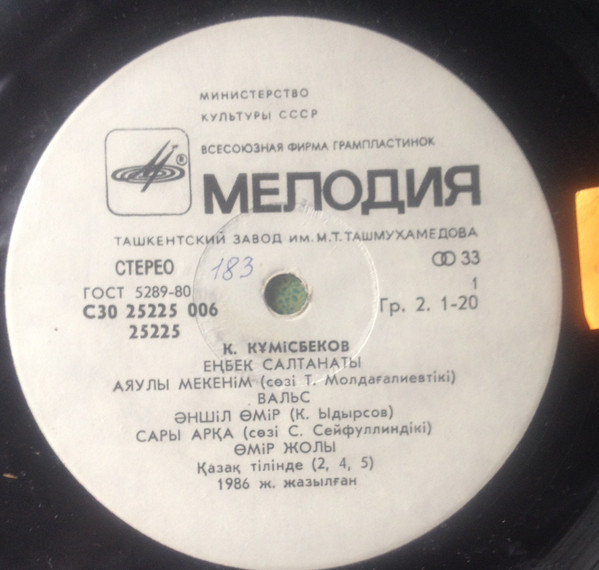 МИНИСТЕРСТВО
КУЛЬТУРЫ СССР
ВСЕСОЮЗНАЯ ФИРМА ГРАМПЛАСТИНОК
®
МЕЛОДИЯ
ТАШКЕНТСКИЙ ЗАВОД ИМ. М.Т. ТАШМУХАМЕДОВА
СТЕРЕО 183 33
ГОСТ 5289-80 1
С30 25225 006 Гр. 2. 1-20
25225
К. КҮМІСБЕКОВ
ЕҢБЕК САЛТАНАТЫ
АЯУЛЫ МЕКЕНІМ (сөзі Т. Молдағалиевтікі)
ВАЛЬС
ӘНШІЛ ӨМІР (К. Ыдырсов)
САРЫ АРҚА (сөзі С. Сейфуллиндікі)
ӨМІР ЖОЛЫ
Қазақ тілінде (2, 4, 5)
1986 ж. жазылған